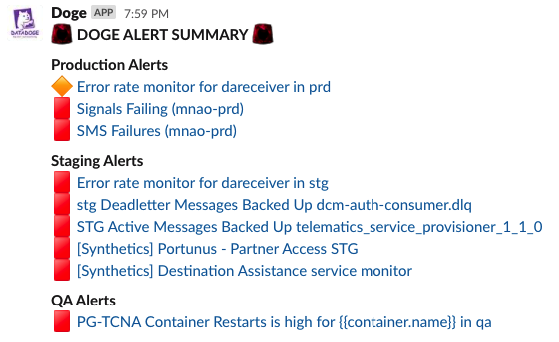 DATADOGE
Doge APP 7:59 PM
DOGE ALERT SUMMARY
Production Alerts
Error rate monitor for dareceiver in prd
Signals Failing (mnao-prd)
SMS Failures (mnao-prd)
Staging Alerts
Error rate monitor for dareceiver in stg
stg Deadletter Messages Backed Up dcm-auth-consumer.dlq
STG Active Messages Backed Up telematics_service_provisioner_1_1_0
[Synthetics] Portunus - Partner Access STG
[Synthetics] Destination Assistance service monitor
QA Alerts
PG-TCNA Container Restarts is high for {{container.name}} in qa